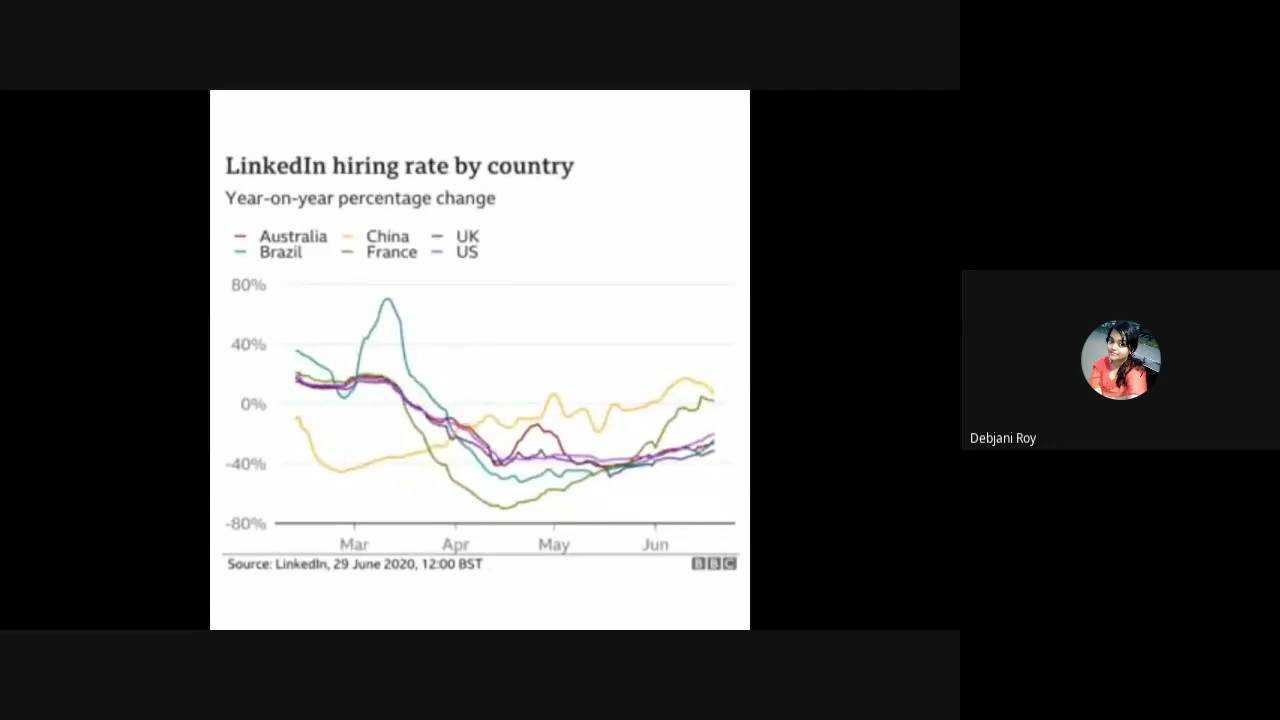 LinkedIn hiring rate by country
Year-on-year percentage change
Australia China UK
Brazil France US
80%
40%
0%
-40%
-80%
Mar Apr May Jun
Source: LinkedIn, 29 June 2020, 12:00 BST
BBC
Debjani Roy